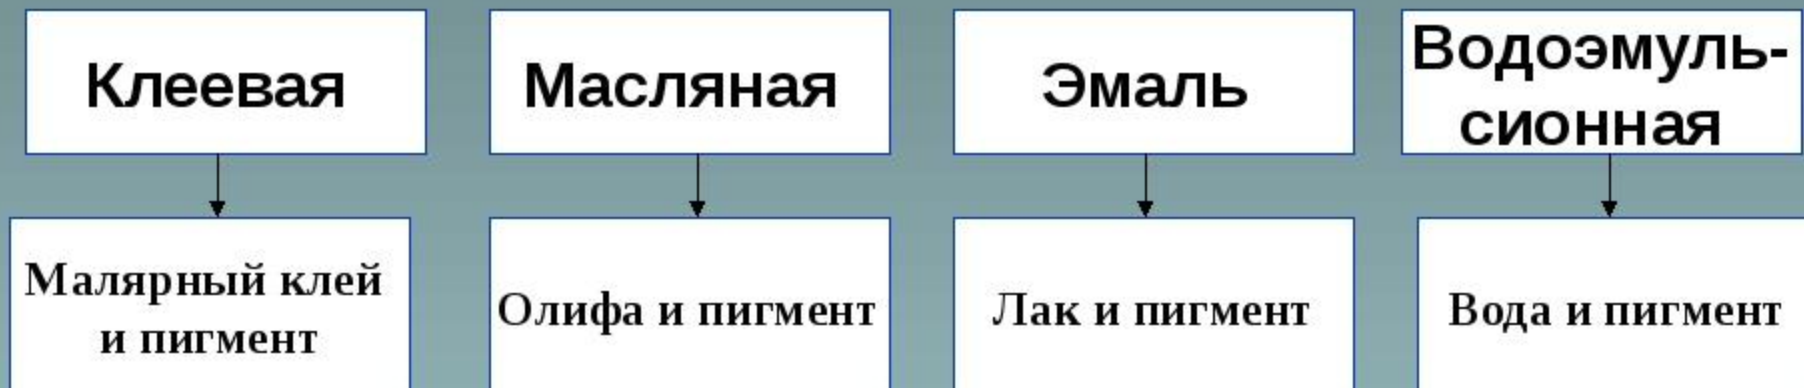 Клеевая
Масляная
Эмаль
Водоэмуль-
сионная
Малярный клей
и пигмент
Олифа и пигмент
Лак и пигмент
Вода и пигмент